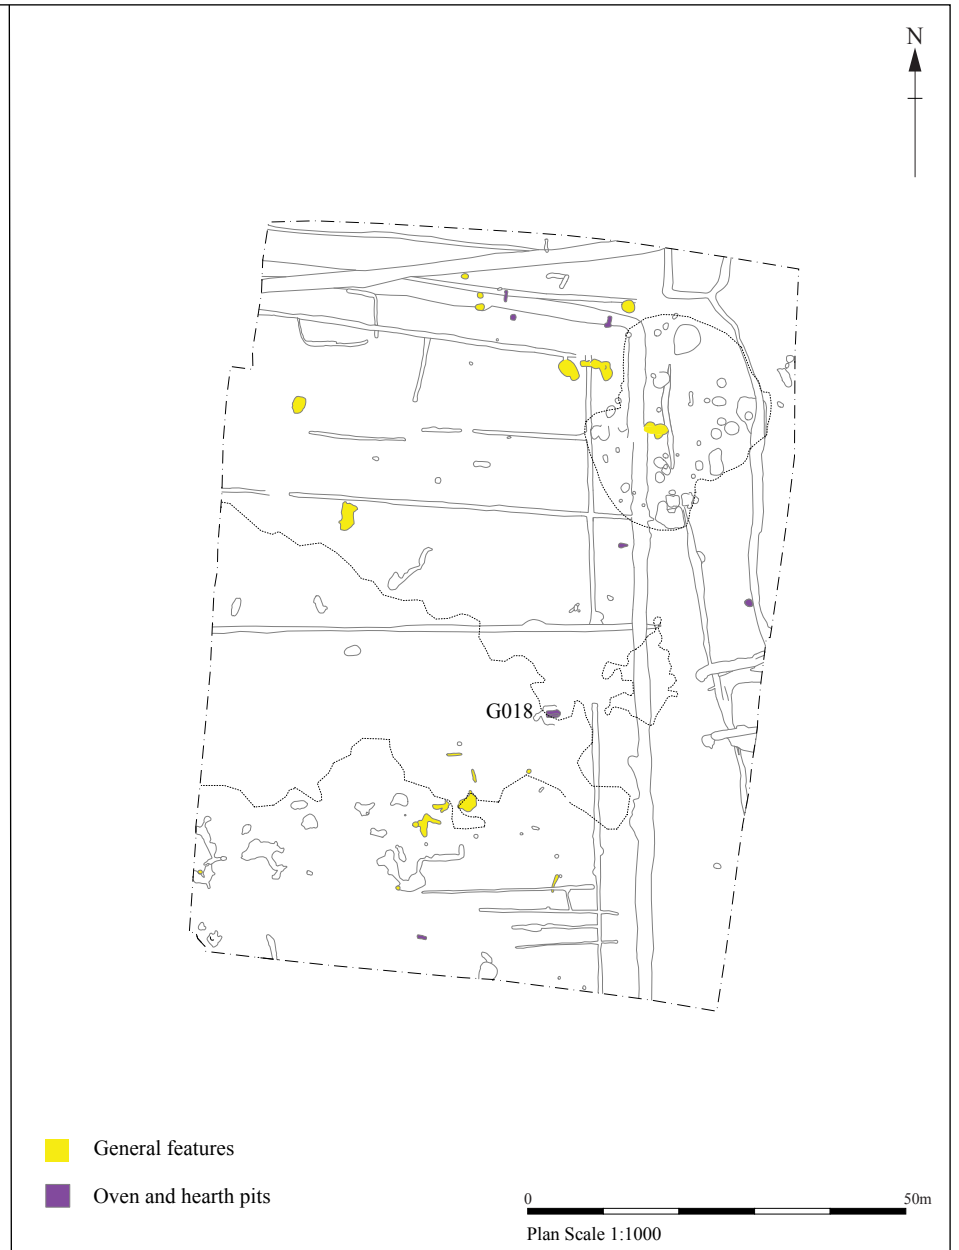 N
G018
General features
Oven and hearth pits
0 50m
Plan Scale 1:1000